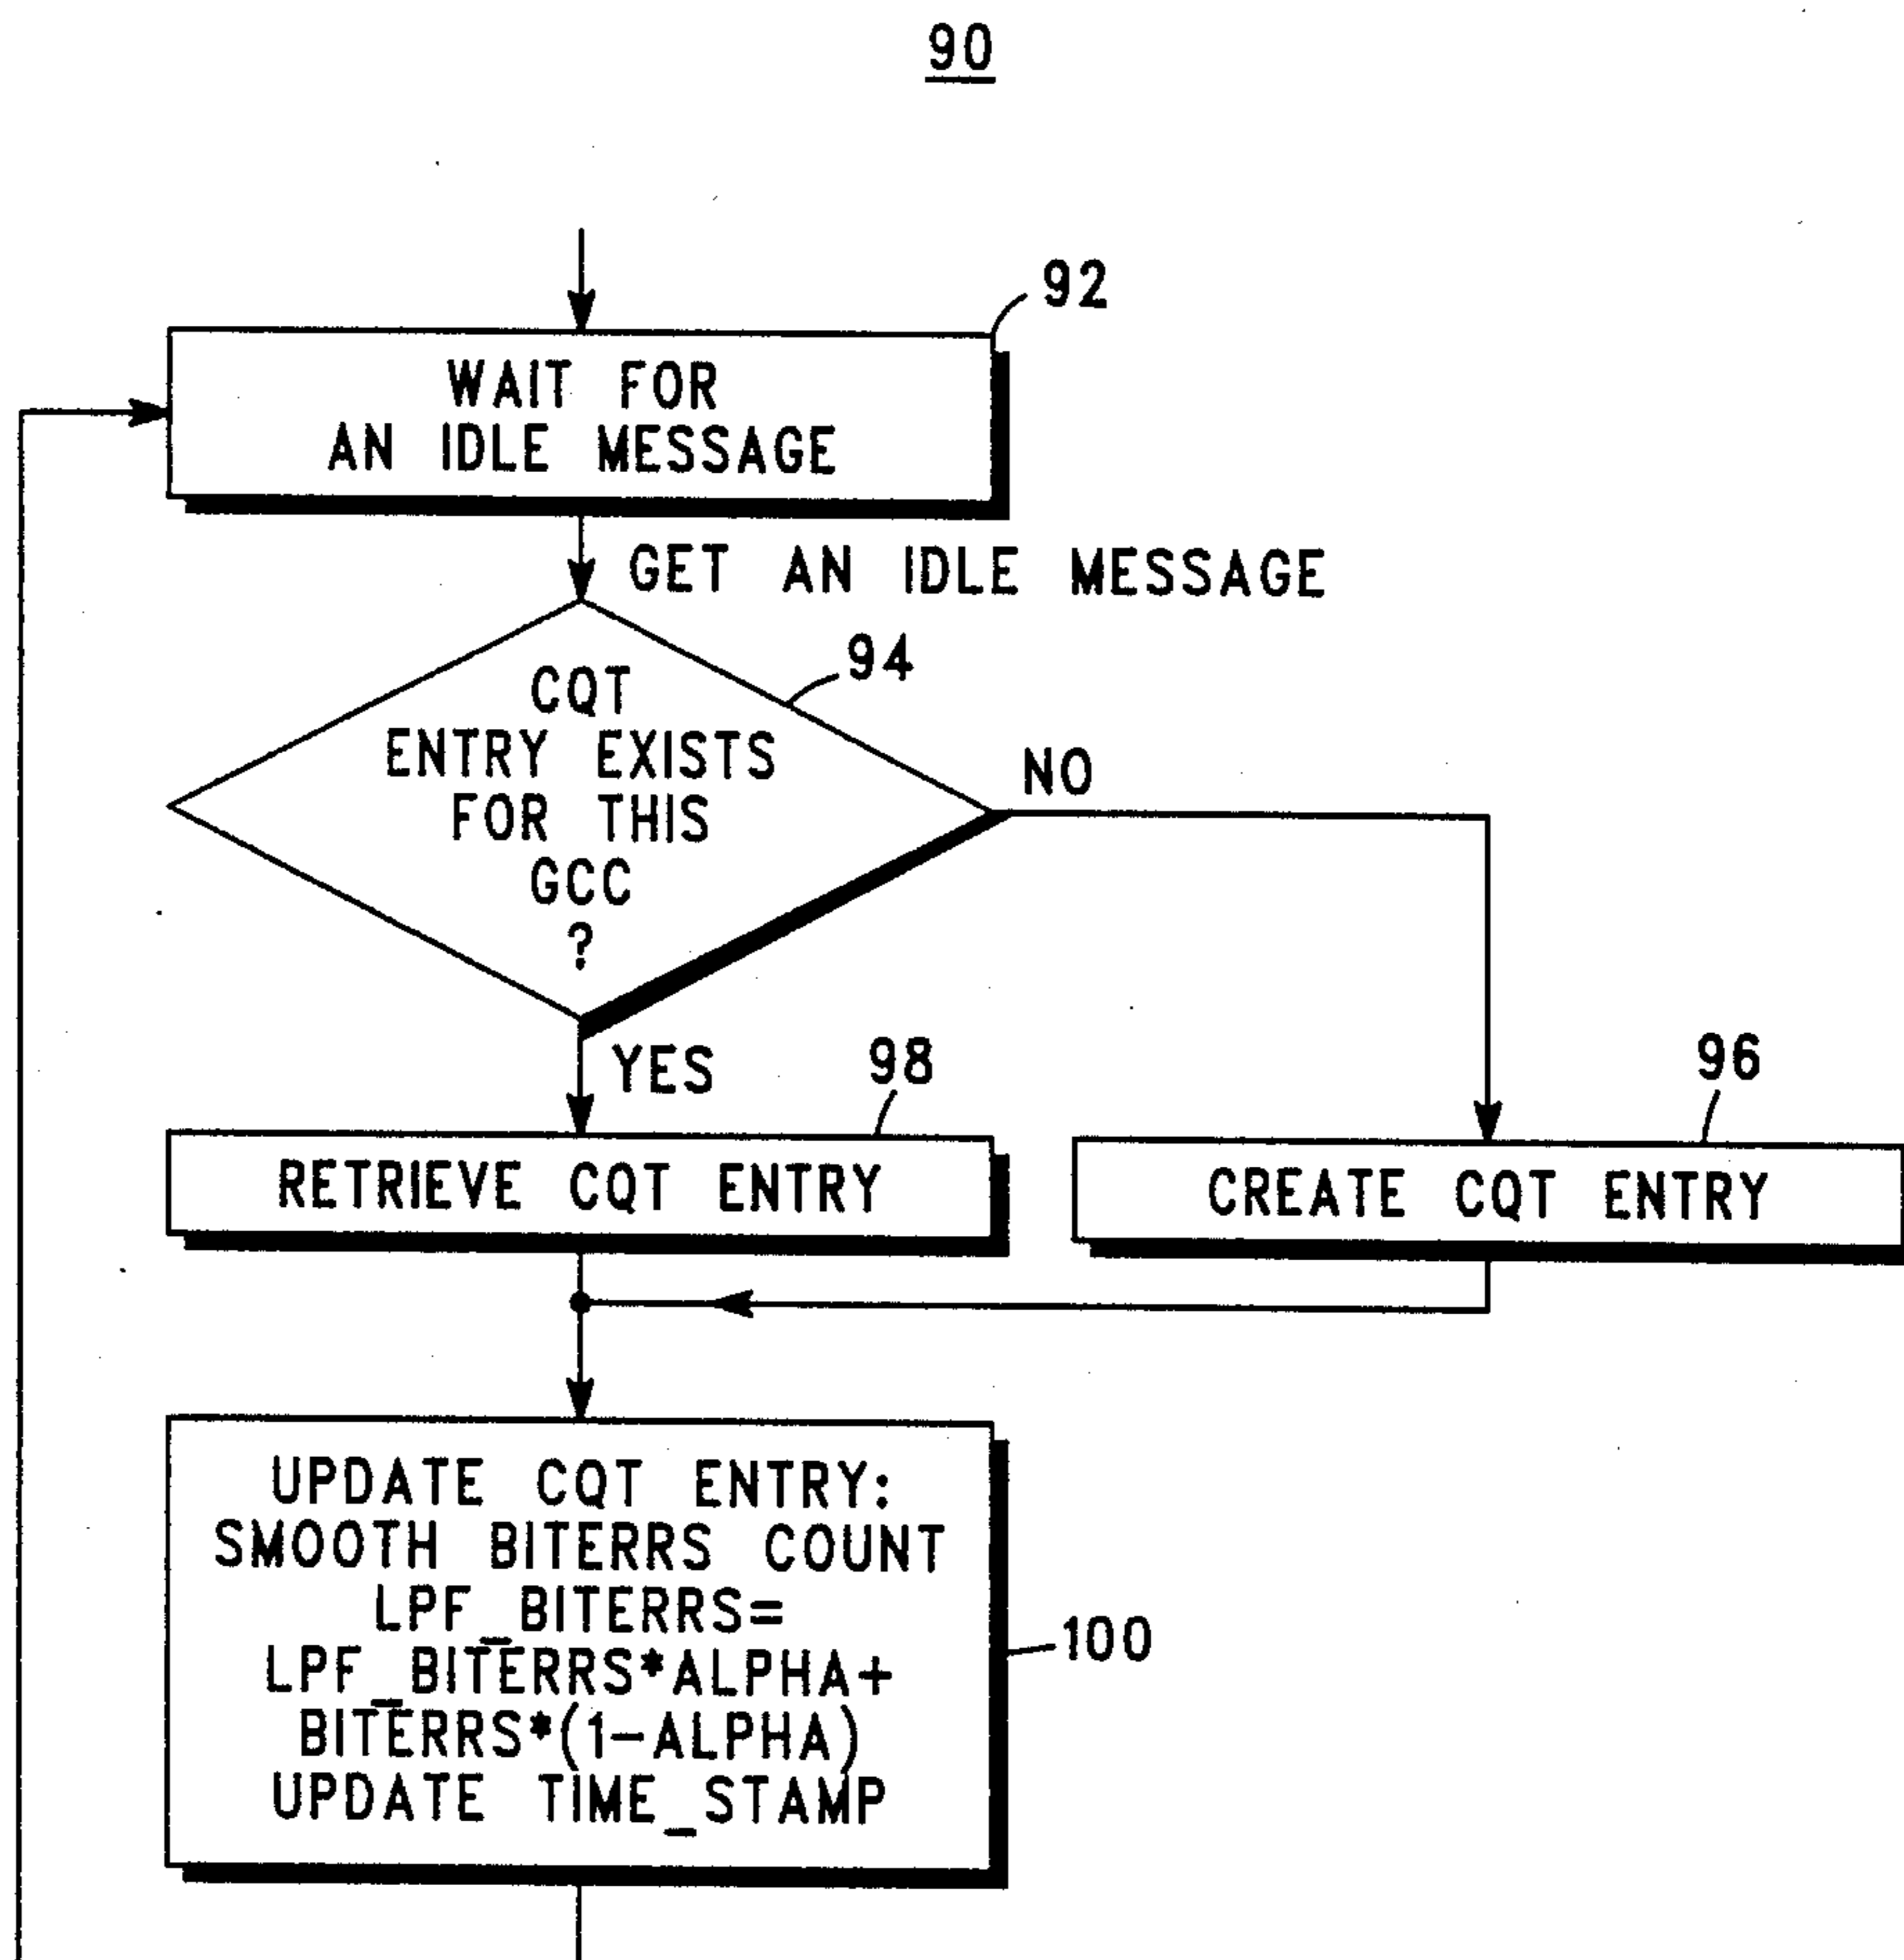 90
92
WAIT FOR
AN IDLE MESSAGE
GET AN IDLE MESSAGE
94
CQT
ENTRY EXISTS
FOR THIS
GCC
?
NO
YES
98
96
RETRIEVE CQT ENTRY
CREATE CQT ENTRY
UPDATE CQT ENTRY:
SMOOTH BITERRS COUNT
LPF_BITERRS=
LPF_BITERRS*ALPHA+
BITERRS*(1-ALPHA)
UPDATE TIME_STAMP
100